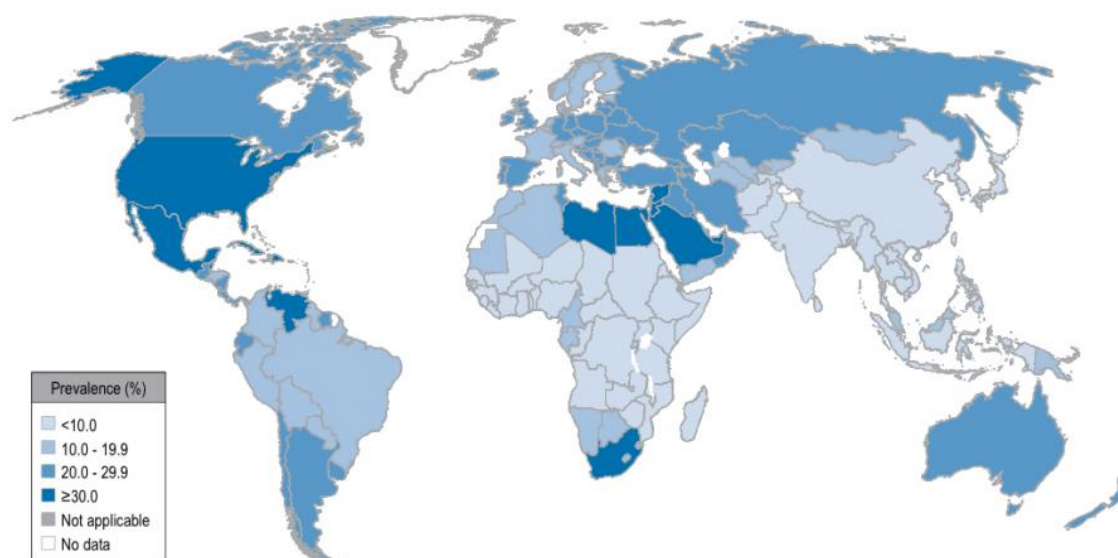 Prevalence (%)
<10.0
10.0 - 19.9
20.0 - 29.9
≥30.0
Not applicable
No data